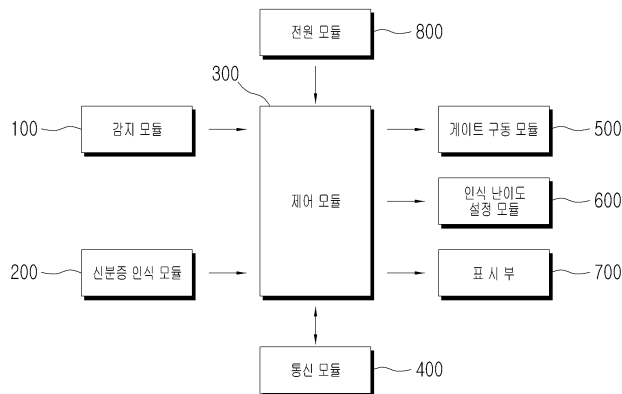 전원 모듈
800
300
100
감지 모듈
게이트 구동 모듈
500
제어 모듈
인식 난이도
설정 모듈
600
200
신분증 인식 모듈
표 시 부
700
통신 모듈
400